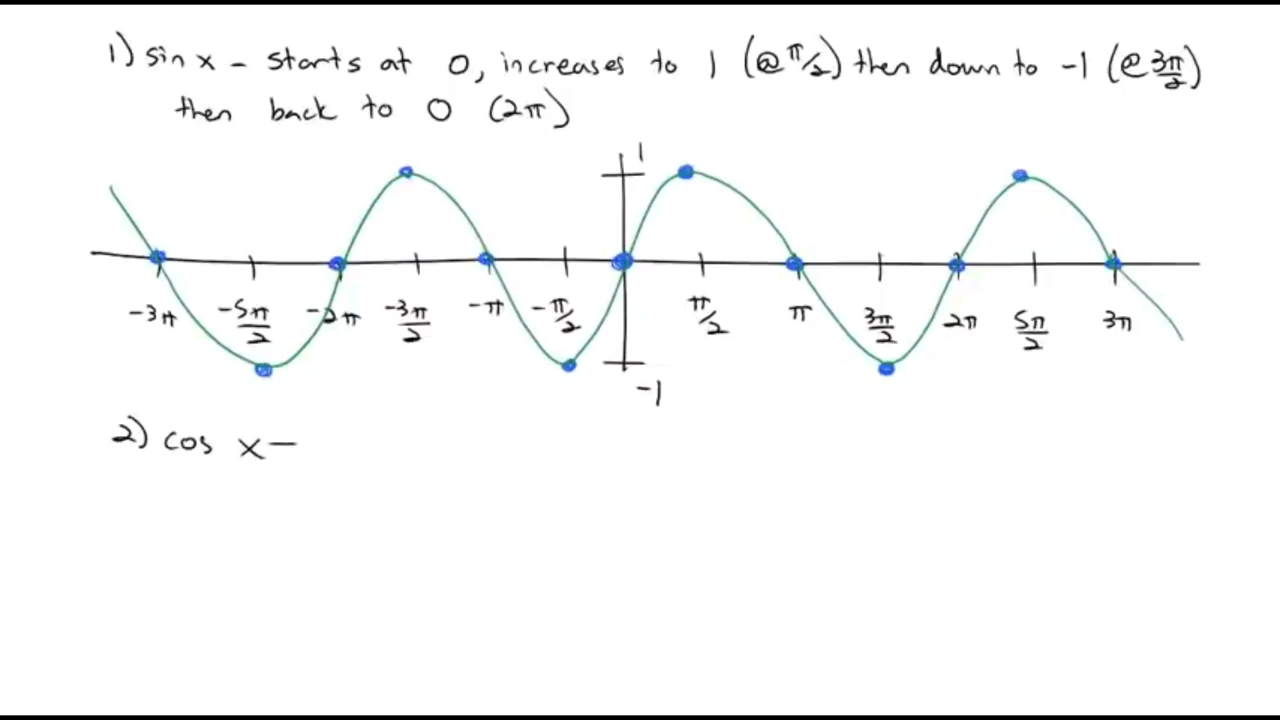 1) sin x - starts at 0, increases to 1 (@ π/2) then down to -1 (@ 3π/2)
then back to 0 (2π)
1
-3π -5π/2 -2π -3π/2 -π -π/2 π/2 π 3π/2 2π 5π/2 3π
-1
2) cos x -